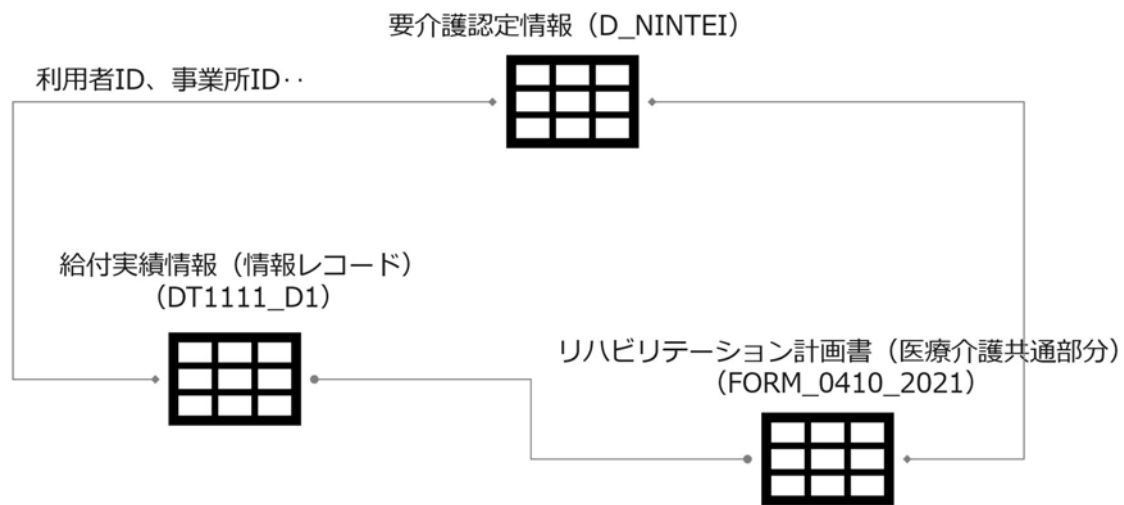 要介護認定情報（D_NINTEI）
利用者ID、事業所ID‥
給付実績情報（情報レコード）
（DT1111_D1）
リハビリテーション計画書（医療介護共通部分）
（FORM_0410_2021）